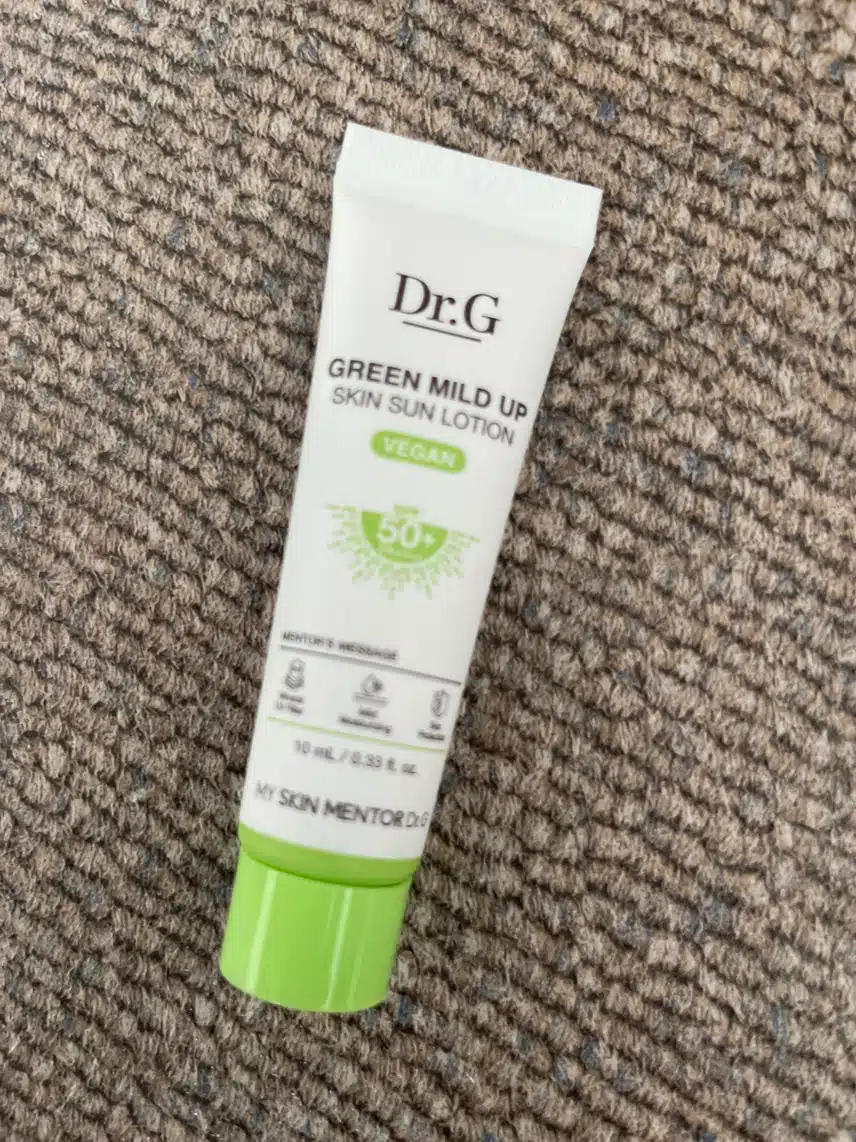 Dr.G
GREEN MILD UP
SKIN SUN LOTION
VEGAN
50+
MENTOR'S MESSAGE
10 mL / 0.33 fl. oz.
MY SKIN MENTOR Dr.G